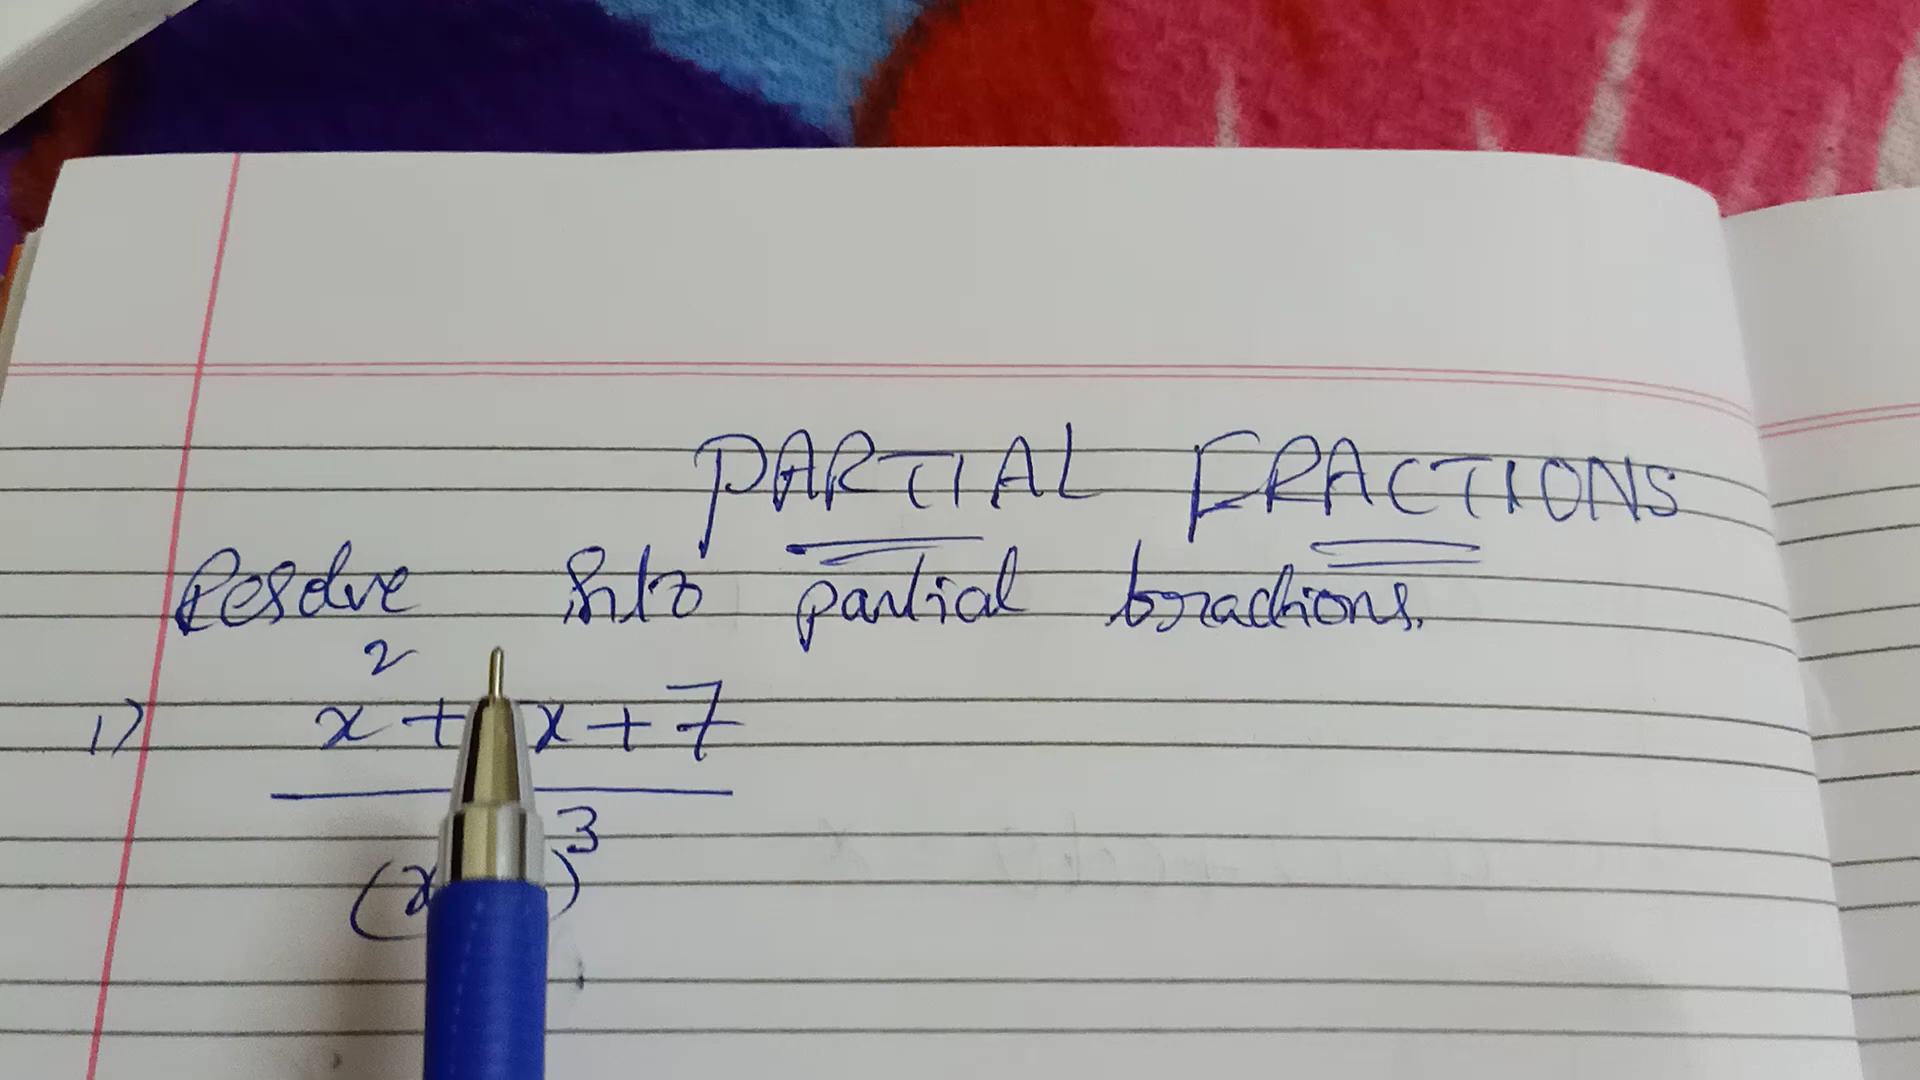 PARTIAL FRACTIONS
Resolve into partial fractions.
1) x² + x + 7
(x )³